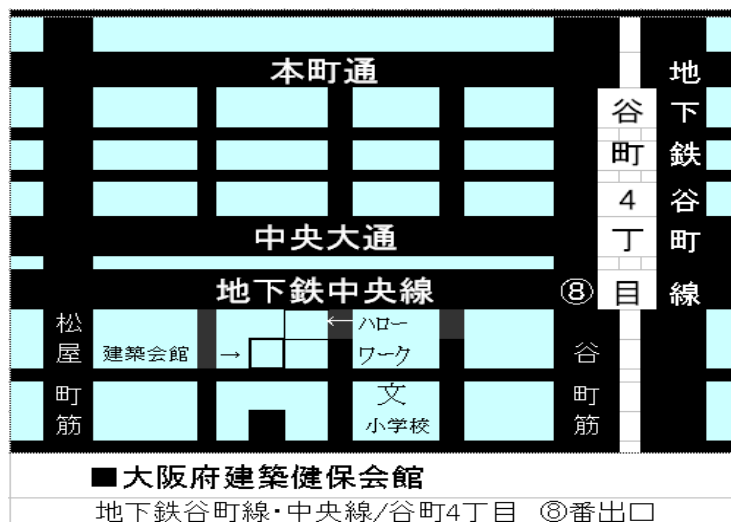 本町通
地下鉄谷町線
谷町4丁目
中央大通
地下鉄中央線
⑧
松屋町筋
←ハロー
ワーク
建築会館 →
谷町筋
文
小学校
■大阪府建築健保会館
地下鉄谷町線・中央線/谷町4丁目 ⑧番出口